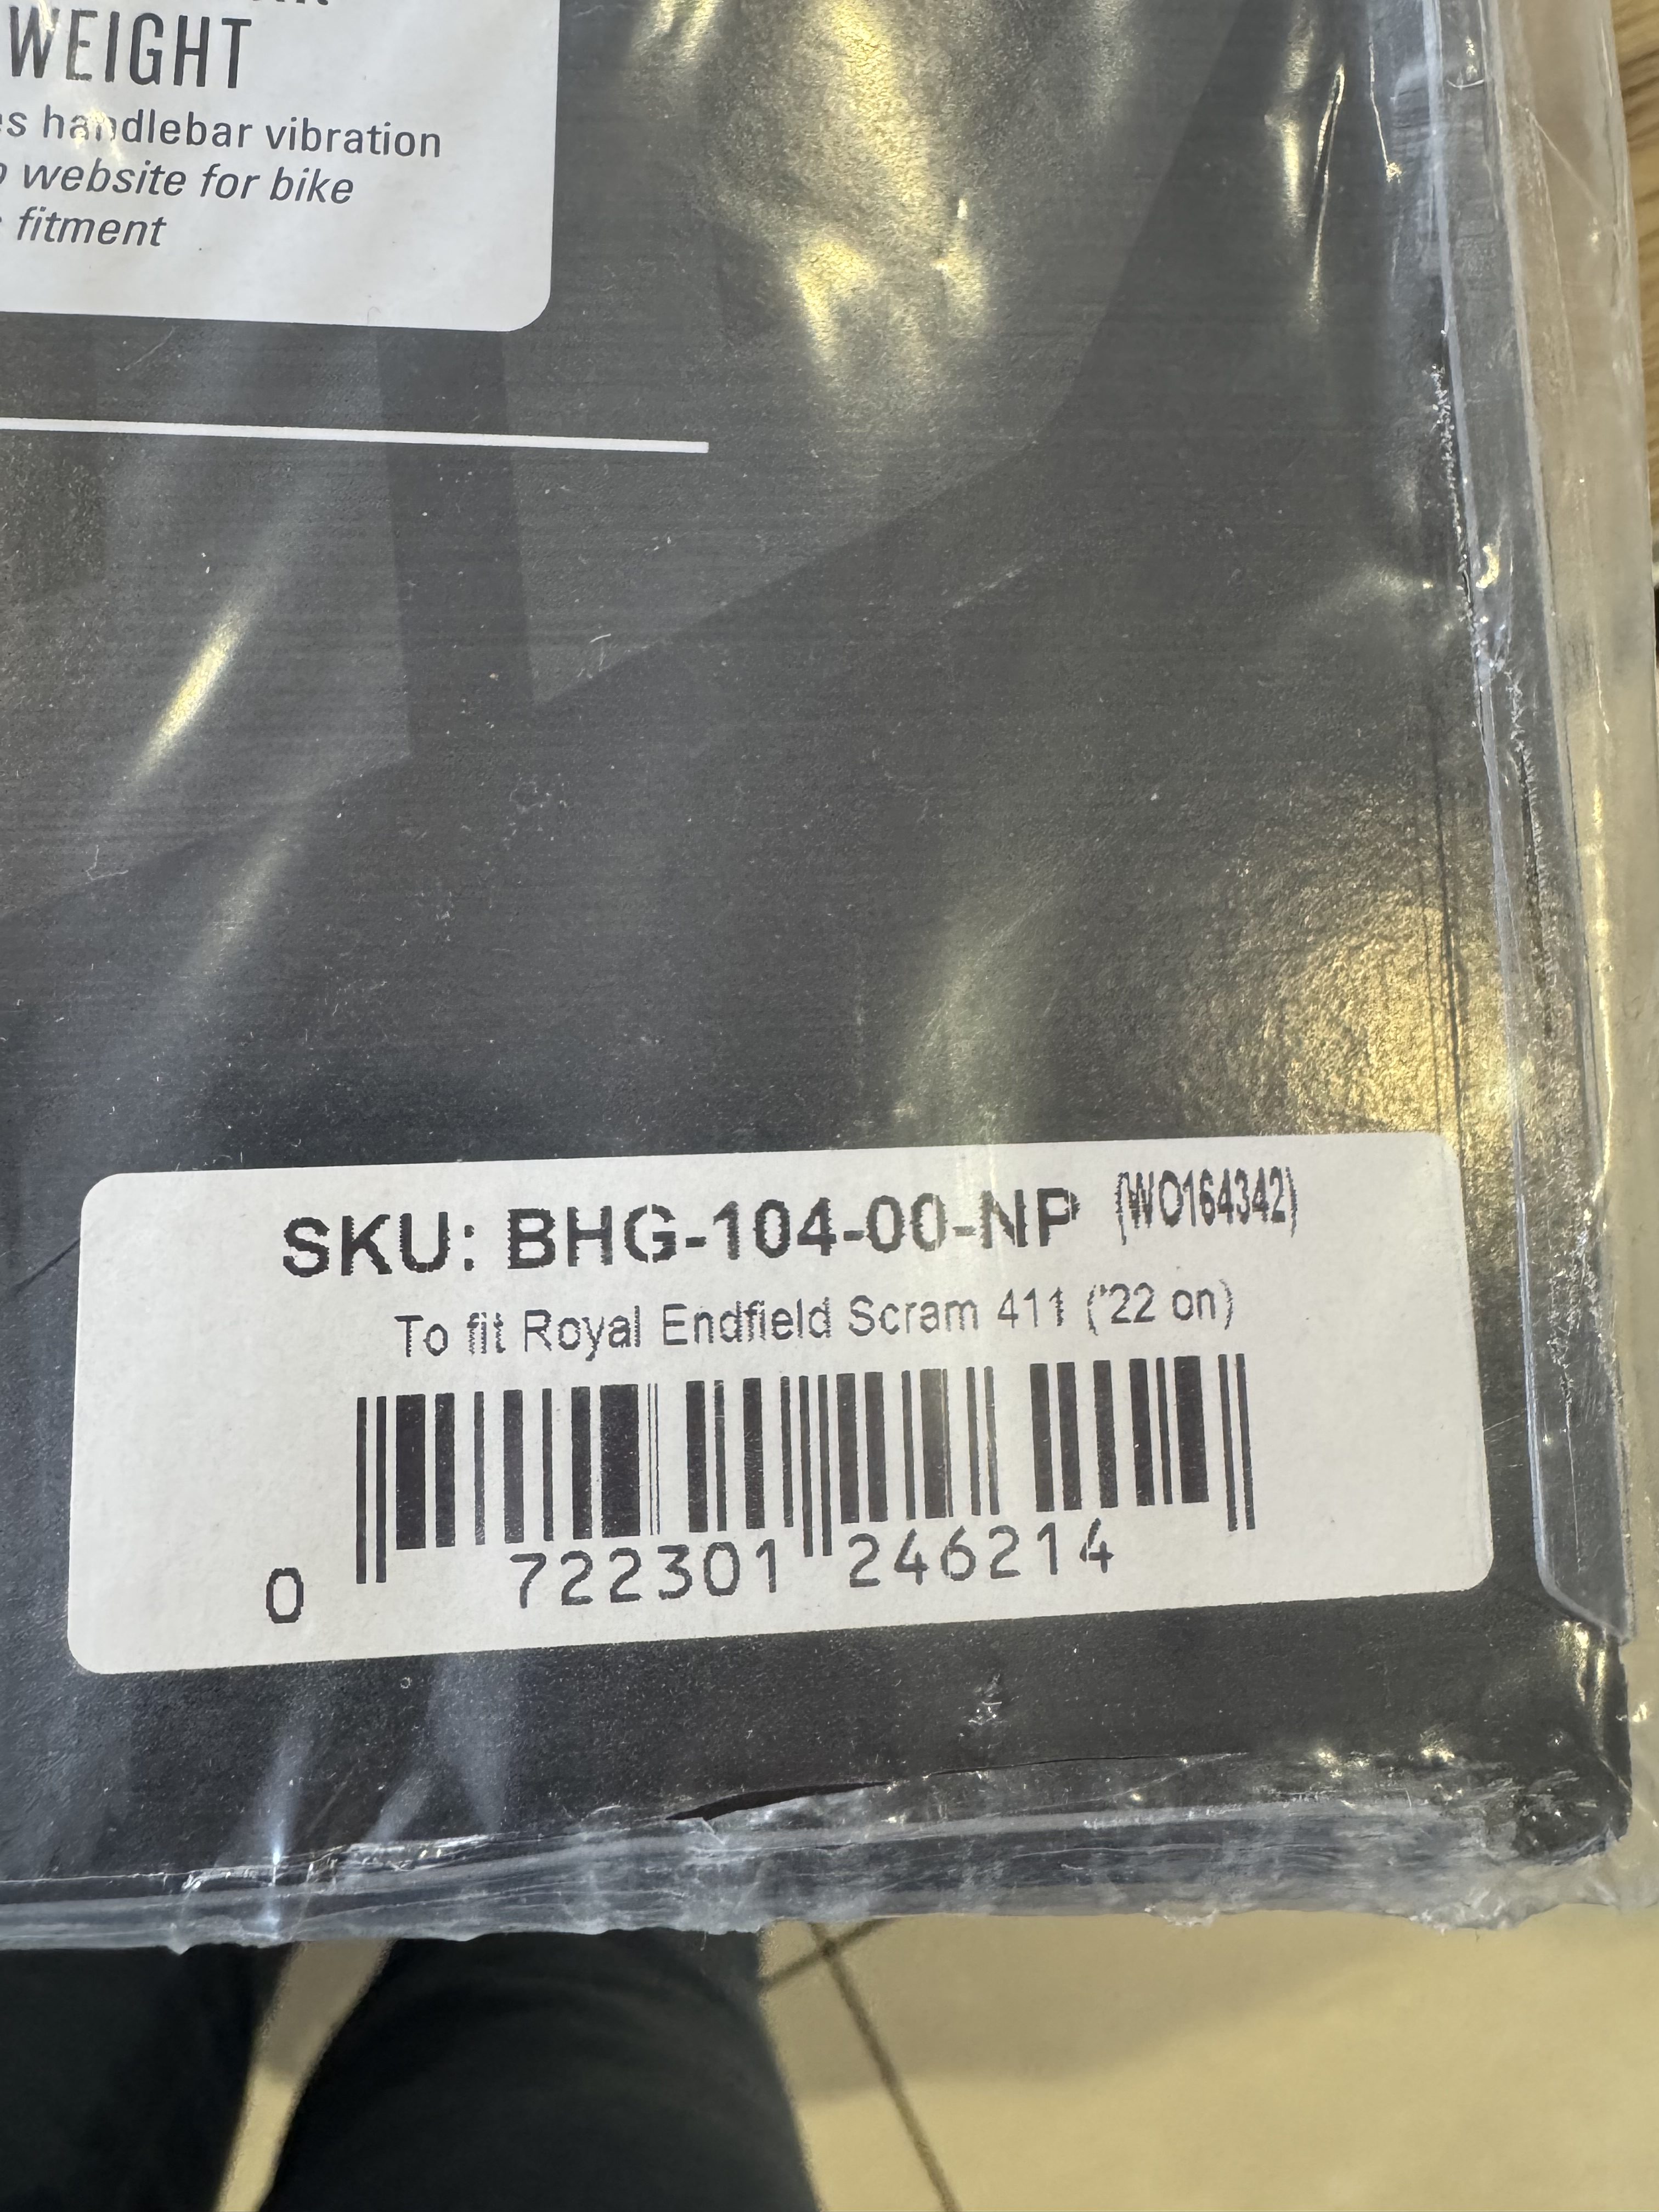 WEIGHT
handlebar vibration
website for bike
fitment
SKU: BHG-104-00-NP (WO164342)
To fit Royal Endfield Scram 411 ('22 on)
0 722301 246214